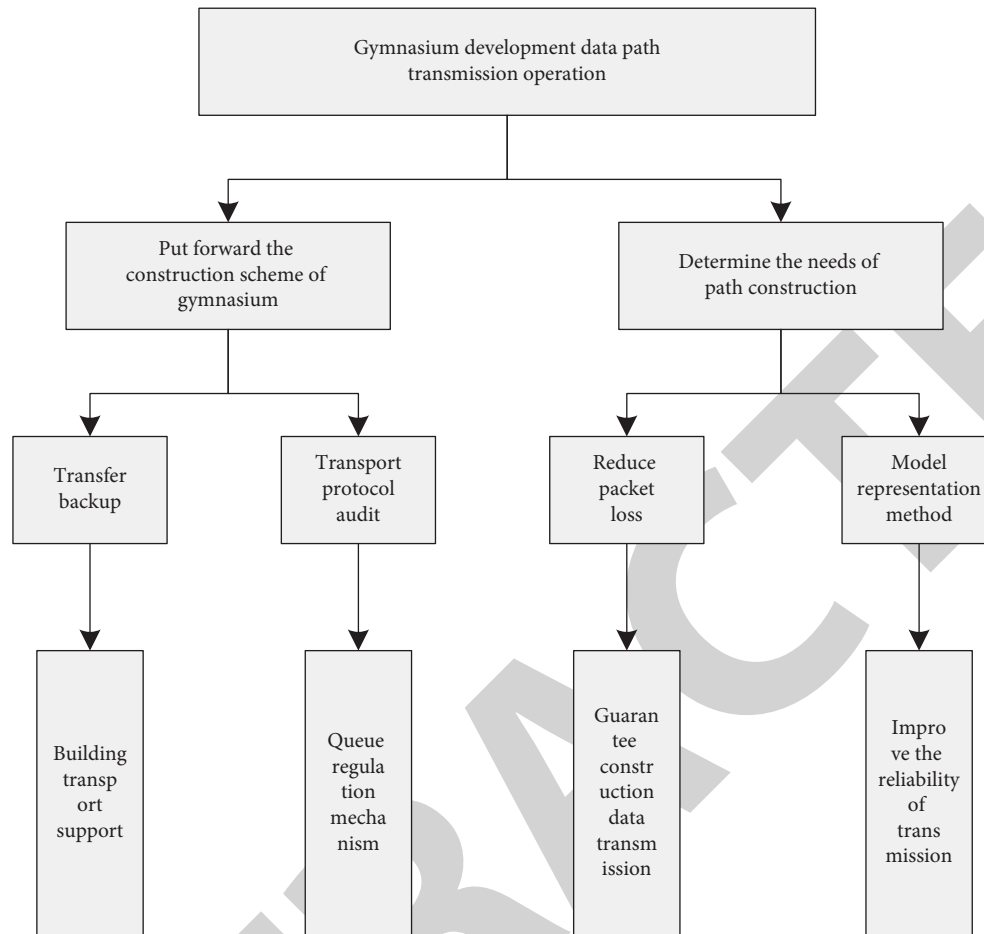 Gymnasium development data path
transmission operation
Put forward the
construction scheme of
gymnasium
Determine the needs of
path construction
Transfer
backup
Transport
protocol
audit
Reduce
packet
loss
Model
representation
method
Building
transp
ort
support
Queue
regula
tion
mecha
nism
Guaran
tee
constr
uction
data
transm
ission
Impro
ve the
reliability
of
trans
mission